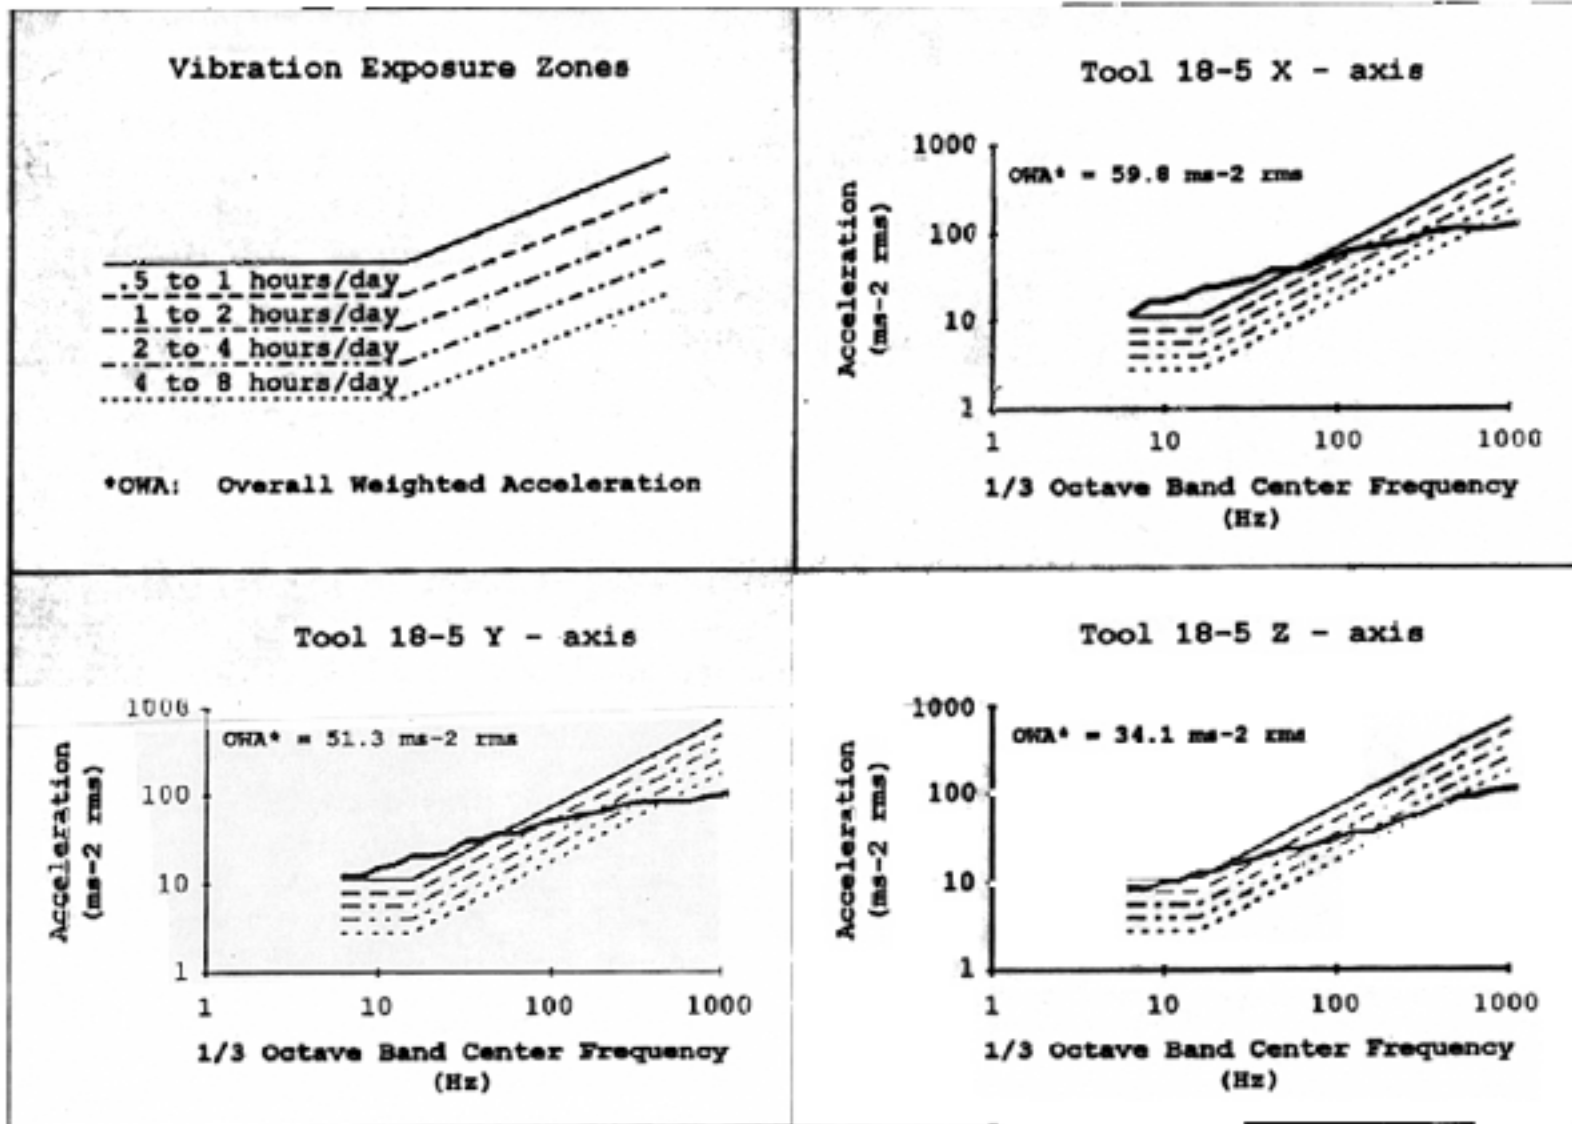 Vibration Exposure Zones
.5 to 1 hours/day
1 to 2 hours/day
2 to 4 hours/day
4 to 8 hours/day
*OWA: Overall Weighted Acceleration
Tool 18-5 X - axis
OWA* = 59.8 ms-2 rms
Acceleration
(ms-2 rms)
1000
100
10
1
1 10 100 1000
1/3 Octave Band Center Frequency
(Hz)
Tool 18-5 Y - axis
OWA* = 51.3 ms-2 rms
Acceleration
(ms-2 rms)
1000
100
10
1
1 10 100 1000
1/3 Octave Band Center Frequency
(Hz)
Tool 18-5 Z - axis
OWA* = 34.1 ms-2 rms
Acceleration
(ms-2 rms)
1000
100
10
1
1 10 100 1000
1/3 Octave Band Center Frequency
(Hz)